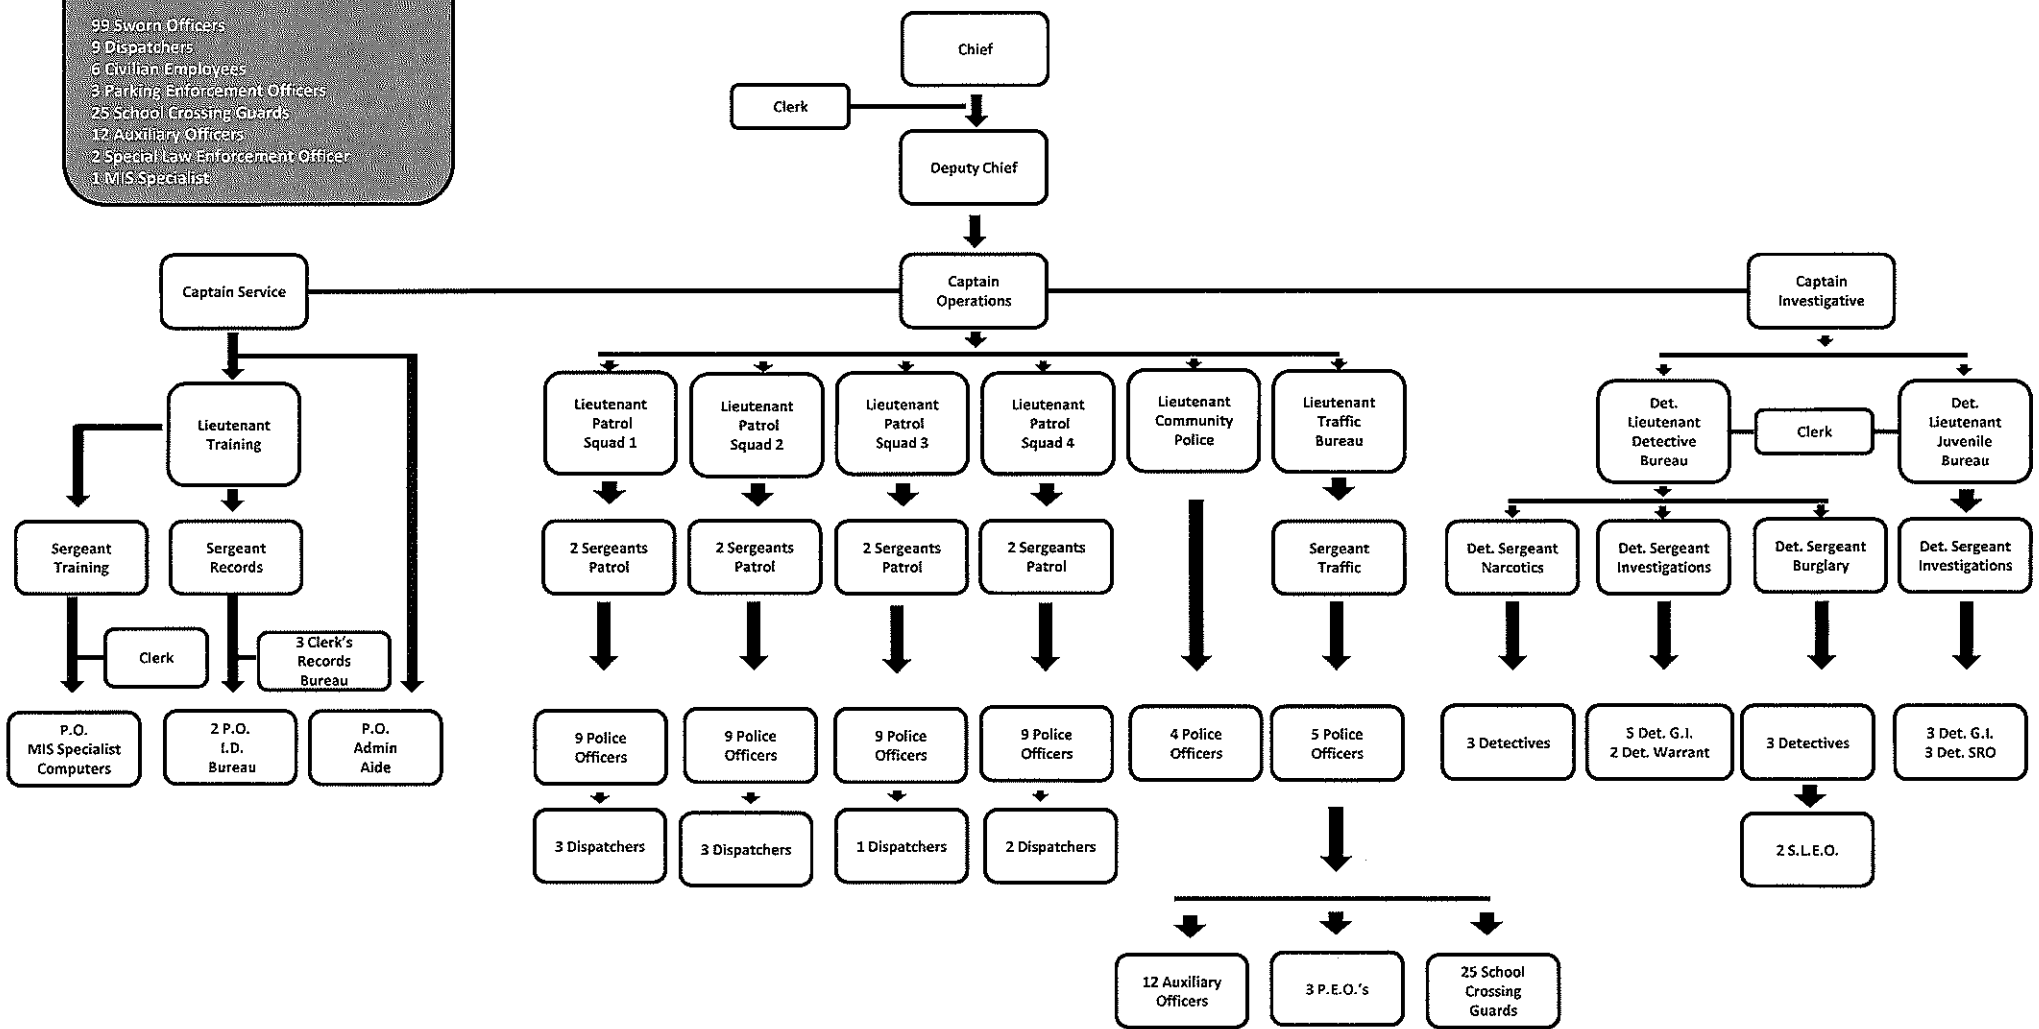 99 Sworn Officers
9 Dispatchers
6 Civilian Employees
3 Parking Enforcement Officers
25 School Crossing Guards
12 Auxiliary Officers
2 Special Law Enforcement Officer
1 MIS Specialist
Chief
Clerk
Deputy Chief
Captain Service
Captain
Operations
Captain
Investigative
Lieutenant
Training
Lieutenant
Patrol
Squad 1
Lieutenant
Patrol
Squad 2
Lieutenant
Patrol
Squad 3
Lieutenant
Patrol
Squad 4
Lieutenant
Community
Police
Lieutenant
Traffic
Bureau
Det.
Lieutenant
Detective
Bureau
Clerk
Det.
Lieutenant
Juvenile
Bureau
Sergeant
Training
Sergeant
Records
2 Sergeants
Patrol
2 Sergeants
Patrol
2 Sergeants
Patrol
2 Sergeants
Patrol
Sergeant
Traffic
Det. Sergeant
Narcotics
Det. Sergeant
Investigations
Det. Sergeant
Burglary
Det. Sergeant
Investigations
Clerk
3 Clerk's
Records
Bureau
P.O.
MIS Specialist
Computers
2 P.O.
I.D.
Bureau
P.O.
Admin
Aide
9 Police
Officers
9 Police
Officers
9 Police
Officers
9 Police
Officers
4 Police
Officers
5 Police
Officers
3 Detectives
5 Det. G.I.
2 Det. Warrant
3 Detectives
3 Det. G.I.
3 Det. SRO
3 Dispatchers
3 Dispatchers
1 Dispatchers
2 Dispatchers
2 S.L.E.O.
12 Auxiliary
Officers
3 P.E.O.'s
25 School
Crossing
Guards